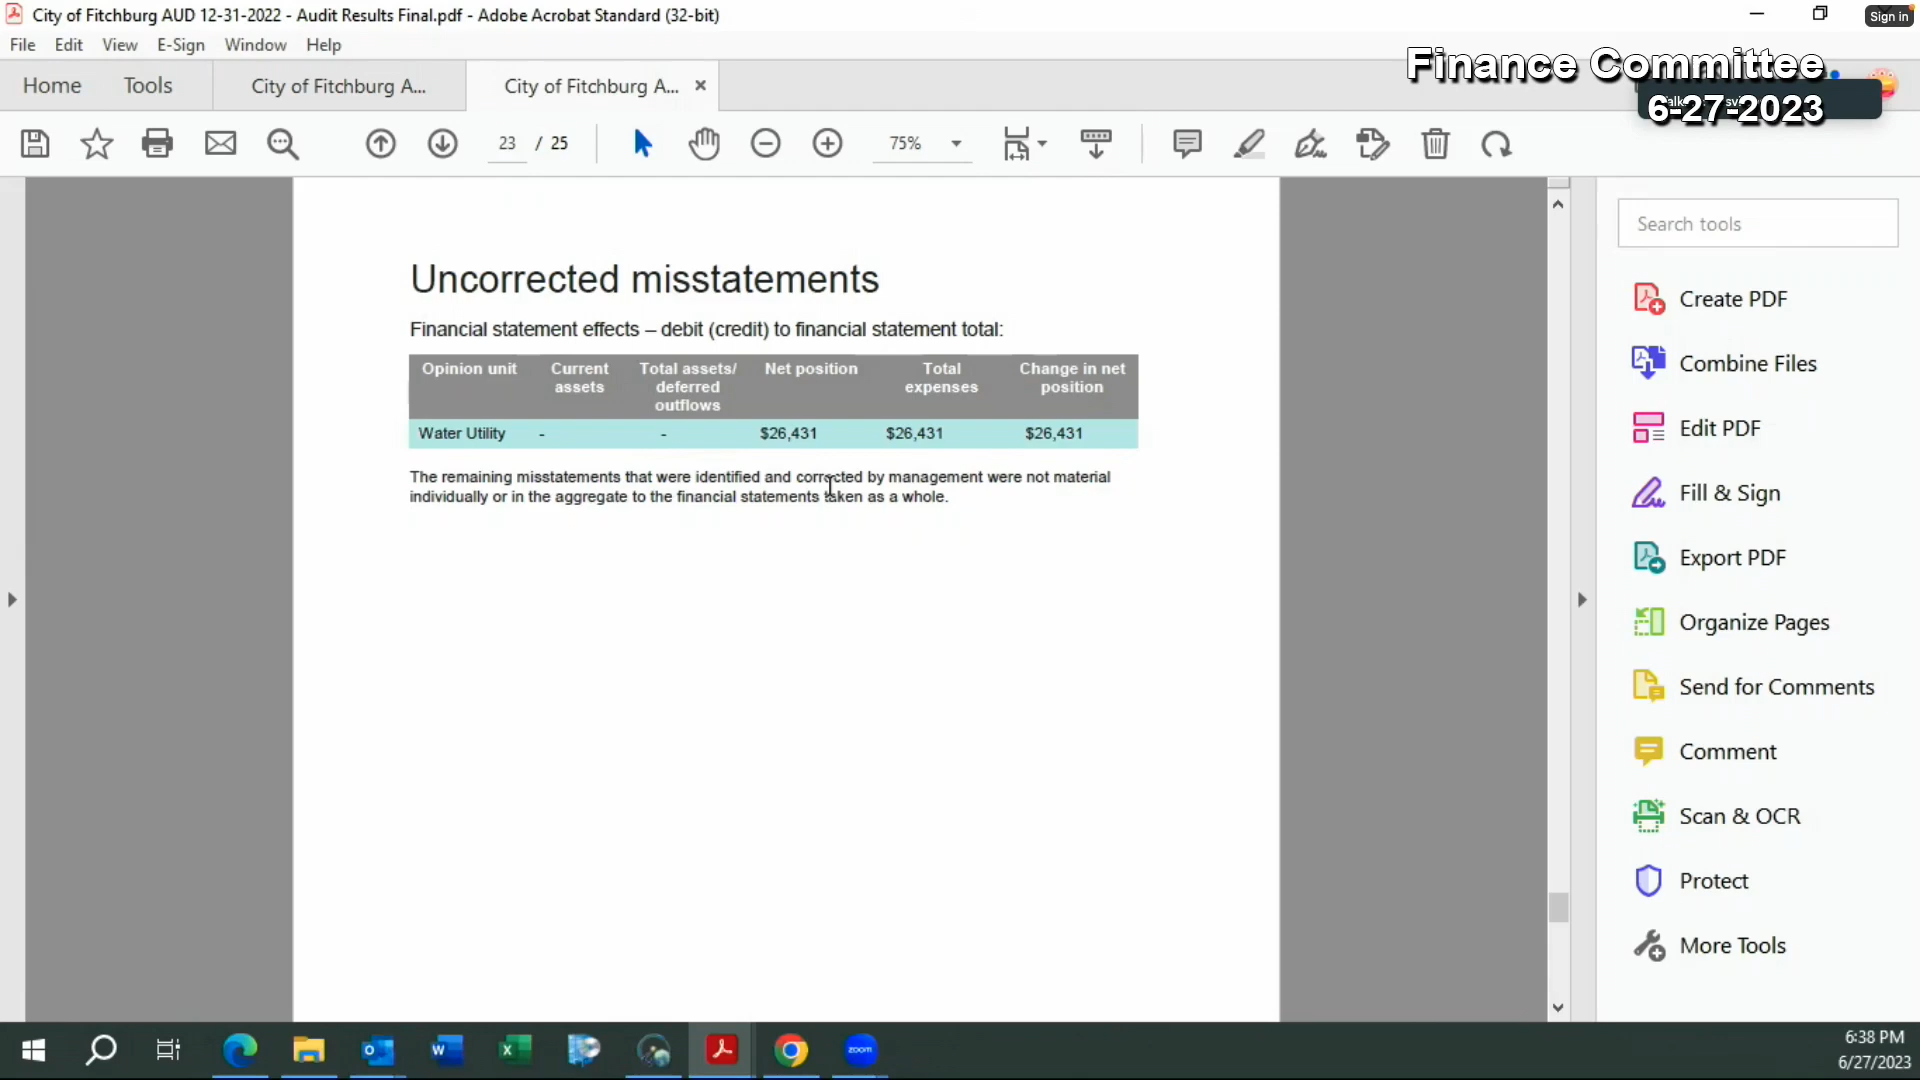 City of Fitchburg AUD 12-31-2022 - Audit Results Final.pdf - Adobe Acrobat Standard (32-bit)
Sign in
File Edit View E-Sign Window Help
Finance Committee
6-27-2023
Home Tools City of Fitchburg A... City of Fitchburg A...
23 / 25 75%
Search tools
Create PDF
Combine Files
Edit PDF
Fill & Sign
Export PDF
Organize Pages
Send for Comments
Comment
Scan & OCR
Protect
More Tools
Uncorrected misstatements
Financial statement effects – debit (credit) to financial statement total:
Opinion unit Current assets Total assets/ deferred outflows Net position Total expenses Change in net position
Water Utility - - $26,431 $26,431 $26,431
The remaining misstatements that were identified and corrected by management were not material
individually or in the aggregate to the financial statements taken as a whole.
zoom
6:38 PM
6/27/2023